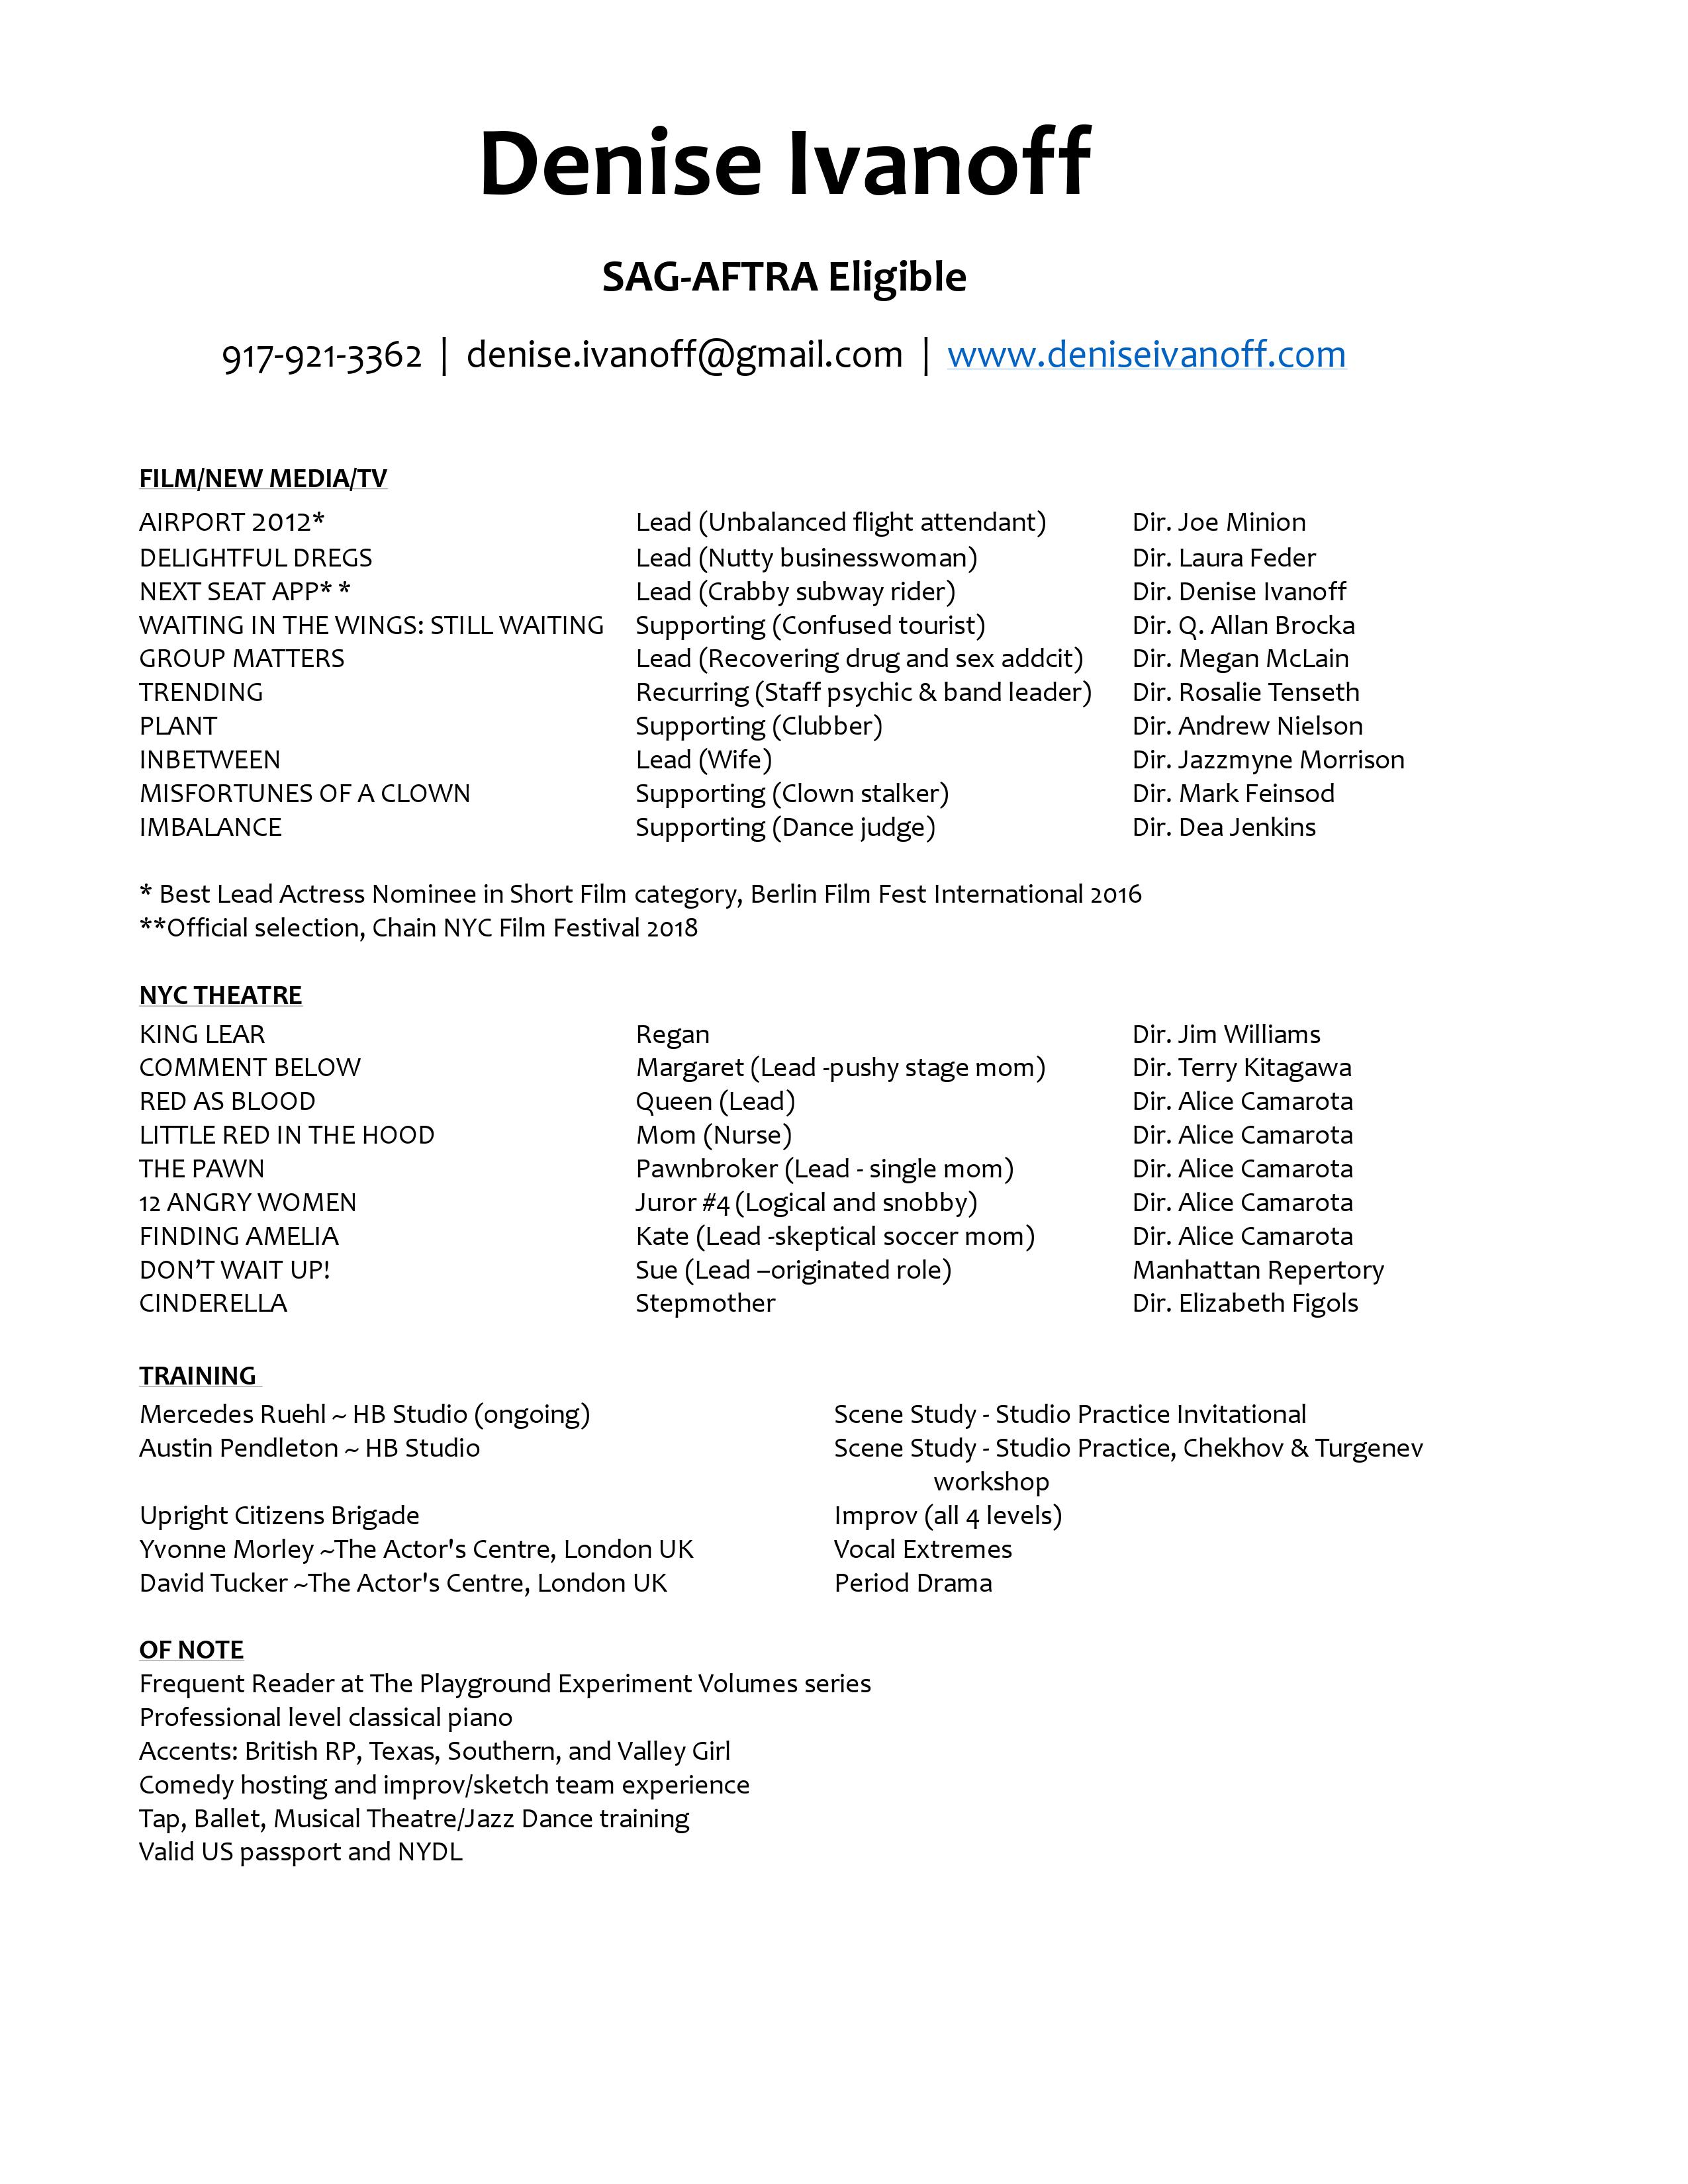 Denise Ivanoff
SAG-AFTRA Eligible
917-921-3362 | denise.ivanoff@gmail.com | www.deniseivanoff.com
FILM/NEW MEDIA/TV
AIRPORT 2012* Lead (Unbalanced flight attendant) Dir. Joe Minion
DELIGHTFUL DREGS Lead (Nutty businesswoman) Dir. Laura Feder
NEXT SEAT APP* * Lead (Crabby subway rider) Dir. Denise Ivanoff
WAITING IN THE WINGS: STILL WAITING Supporting (Confused tourist) Dir. Q. Allan Brocka
GROUP MATTERS Lead (Recovering drug and sex addcit) Dir. Megan McLain
TRENDING Recurring (Staff psychic & band leader) Dir. Rosalie Tenseth
PLANT Supporting (Clubber) Dir. Andrew Nielson
INBETWEEN Lead (Wife) Dir. Jazzmyne Morrison
MISFORTUNES OF A CLOWN Supporting (Clown stalker) Dir. Mark Feinsod
IMBALANCE Supporting (Dance judge) Dir. Dea Jenkins
* Best Lead Actress Nominee in Short Film category, Berlin Film Fest International 2016
**Official selection, Chain NYC Film Festival 2018
NYC THEATRE
KING LEAR Regan Dir. Jim Williams
COMMENT BELOW Margaret (Lead -pushy stage mom) Dir. Terry Kitagawa
RED AS BLOOD Queen (Lead) Dir. Alice Camarota
LITTLE RED IN THE HOOD Mom (Nurse) Dir. Alice Camarota
THE PAWN Pawnbroker (Lead - single mom) Dir. Alice Camarota
12 ANGRY WOMEN Juror #4 (Logical and snobby) Dir. Alice Camarota
FINDING AMELIA Kate (Lead -skeptical soccer mom) Dir. Alice Camarota
DON’T WAIT UP! Sue (Lead –originated role) Manhattan Repertory
CINDERELLA Stepmother Dir. Elizabeth Figols
TRAINING
Mercedes Ruehl ~ HB Studio (ongoing) Scene Study - Studio Practice Invitational
Austin Pendleton ~ HB Studio Scene Study - Studio Practice, Chekhov & Turgenev
workshop
Upright Citizens Brigade Improv (all 4 levels)
Yvonne Morley ~The Actor's Centre, London UK Vocal Extremes
David Tucker ~The Actor's Centre, London UK Period Drama
OF NOTE
Frequent Reader at The Playground Experiment Volumes series
Professional level classical piano
Accents: British RP, Texas, Southern, and Valley Girl
Comedy hosting and improv/sketch team experience
Tap, Ballet, Musical Theatre/Jazz Dance training
Valid US passport and NYDL